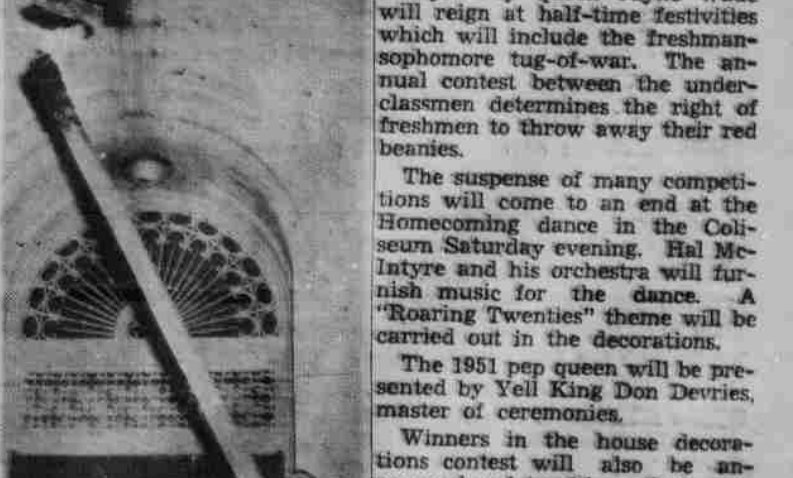 will reign at half-time festivities
which will include the freshman-
sophomore tug-of-war. The an-
nual contest between the under-
classmen determines the right of
freshmen to throw away their red
beanies.
The suspense of many competi-
tions will come to an end at the
Homecoming dance in the Coli-
seum Saturday evening. Hal Mc-
Intyre and his orchestra will fur-
nish music for the dance. A
"Roaring Twenties" theme will be
carried out in the decorations.
The 1951 pep queen will be pre-
sented by Yell King Don Devries,
master of ceremonies.
Winners in the house decora-
tions contest will also be an-